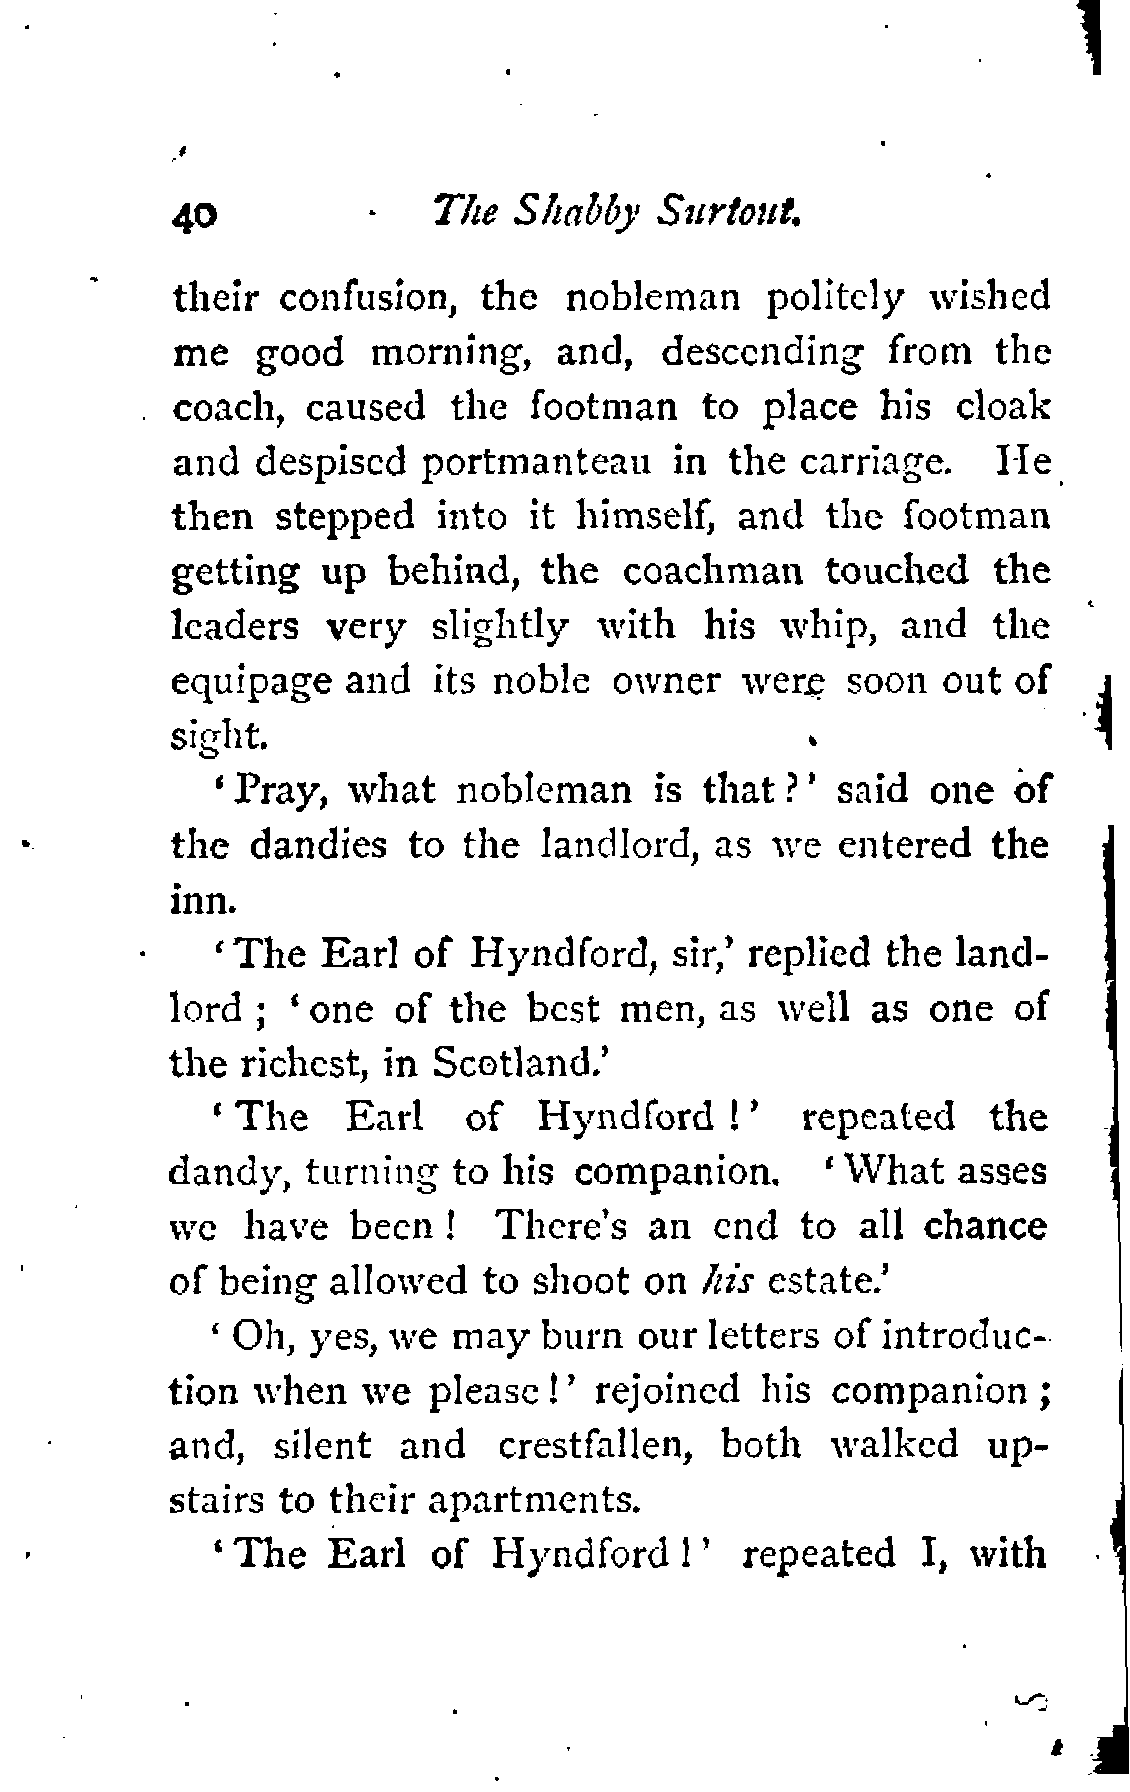 40 The Shabby Surtout.
their confusion, the nobleman politely wished
me good morning, and, descending from the
coach, caused the footman to place his cloak
and despised portmanteau in the carriage. He
then stepped into it himself, and the footman
getting up behind, the coachman touched the
leaders very slightly with his whip, and the
equipage and its noble owner were soon out of
sight.
‘Pray, what nobleman is that?’ said one of
the dandies to the landlord, as we entered the
inn.
‘The Earl of Hyndford, sir,’ replied the land-
lord; ‘one of the best men, as well as one of
the richest, in Scotland.’
‘The Earl of Hyndford!’ repeated the
dandy, turning to his companion. ‘What asses
we have been! There’s an end to all chance
of being allowed to shoot on his estate.’
‘Oh, yes, we may burn our letters of introduc-
tion when we please!’ rejoined his companion;
and, silent and crestfallen, both walked up-
stairs to their apartments.
‘The Earl of Hyndford!’ repeated I, with